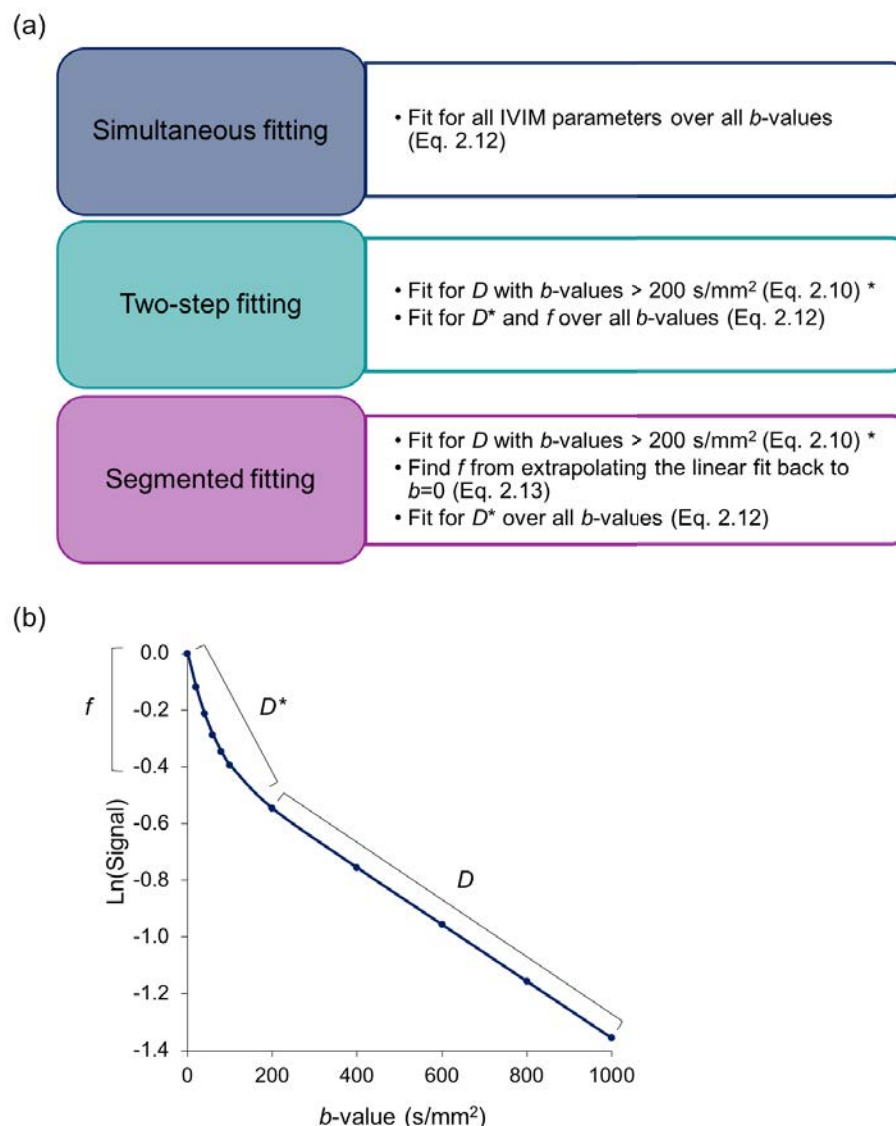 (a)
Simultaneous fitting
• Fit for all IVIM parameters over all b-values
(Eq. 2.12)
Two-step fitting
• Fit for D with b-values > 200 s/mm² (Eq. 2.10) *
• Fit for D* and f over all b-values (Eq. 2.12)
Segmented fitting
• Fit for D with b-values > 200 s/mm² (Eq. 2.10) *
• Find f from extrapolating the linear fit back to
b=0 (Eq. 2.13)
• Fit for D* over all b-values (Eq. 2.12)
(b)
0.0
-0.2
-0.4
-0.6
-0.8
-1.0
-1.2
-1.4
f
D*
D
Ln(Signal)
0 200 400 600 800 1000
b-value (s/mm²)